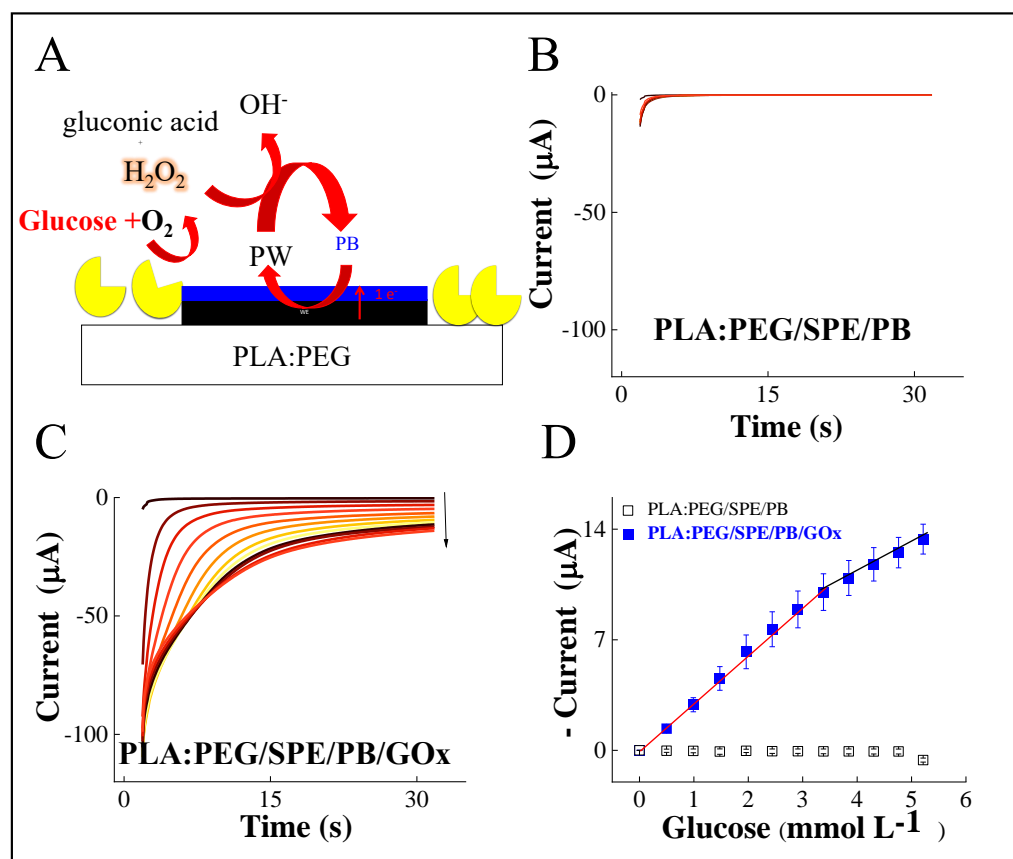 A
OH-
gluconic acid
+
H2O2
Glucose +O2
PW
PB
1 e-
WE
PLA:PEG
B
0
-50
-100
Current (μA)
PLA:PEG/SPE/PB
0 15 30
Time (s)
C
0
-50
-100
Current (μA)
PLA:PEG/SPE/PB/GOx
0 15 30
Time (s)
D
PLA:PEG/SPE/PB
PLA:PEG/SPE/PB/GOx
14
7
0
- Current (μA)
0 1 2 3 4 5 6
Glucose (mmol L-1 )